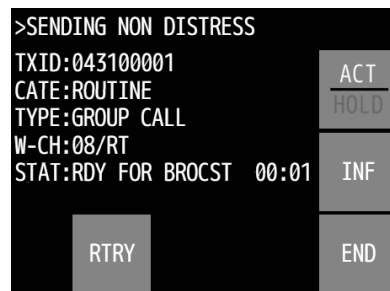 >SENDING NON DISTRESS
TXID:043100001
CATE:ROUTINE
TYPE:GROUP CALL
W-CH:08/RT
STAT:RDY FOR BROCST 00:01
ACT
HOLD
INF
RTRY
END